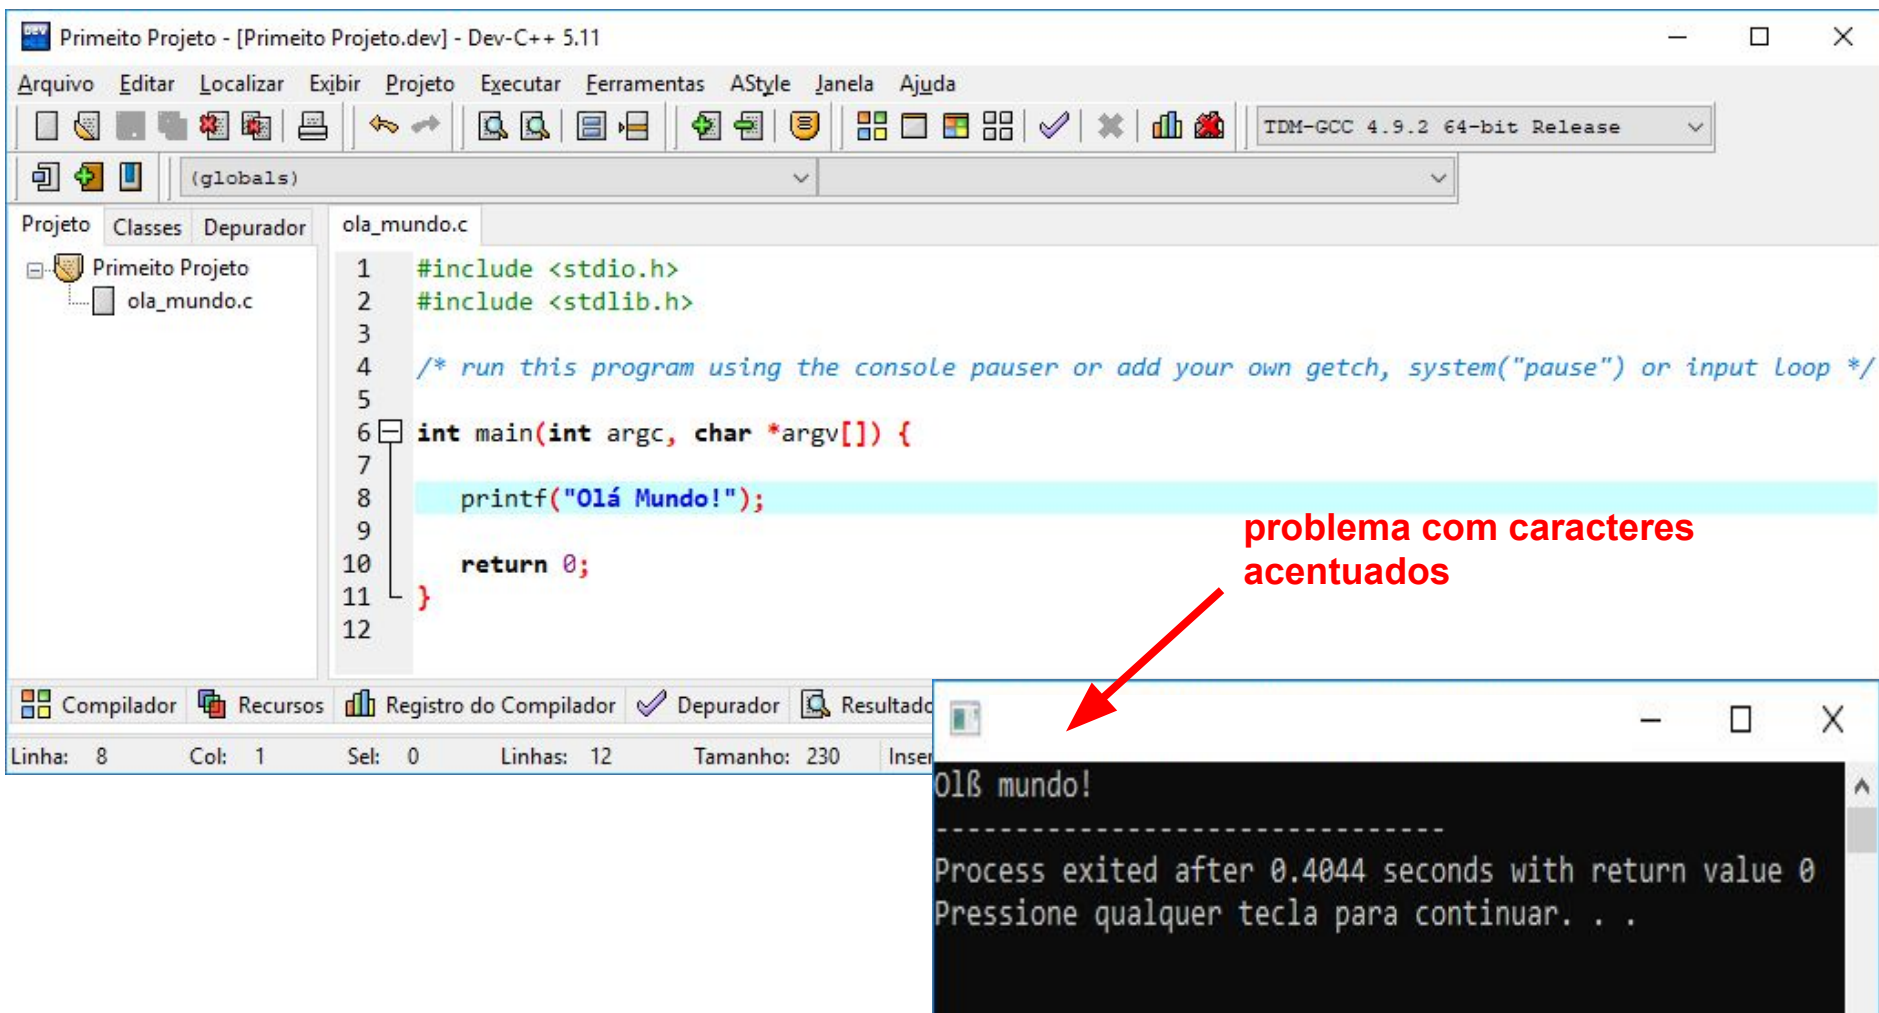 Primeito Projeto - [Primeito Projeto.dev] - Dev-C++ 5.11
Arquivo Editar Localizar Exibir Projeto Executar Ferramentas AStyle Janela Ajuda
TDM-GCC 4.9.2 64-bit Release
(globals)
Projeto Classes Depurador
ola_mundo.c
Primeito Projeto
ola_mundo.c
1 #include <stdio.h>
2 #include <stdlib.h>
3
4 /* run this program using the console pauser or add your own getch, system("pause") or input loop */
5
6 int main(int argc, char *argv[]) {
7
8 printf("Olá Mundo!");
9
10 return 0;
11 }
12
problema com caracteres
acentuados
Compilador Recursos Registro do Compilador Depurador Resultado
Linha: 8 Col: 1 Sel: 0 Linhas: 12 Tamanho: 230 Inser
Olß mundo!
--------------------------------
Process exited after 0.4044 seconds with return value 0
Pressione qualquer tecla para continuar. . .